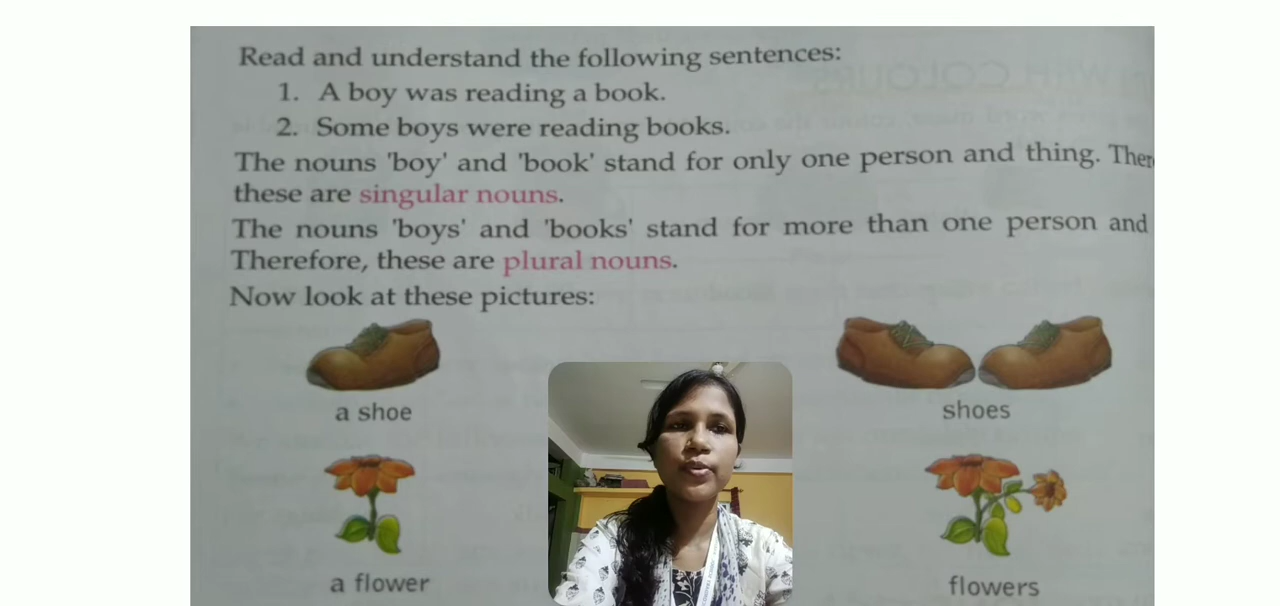 Read and understand the following sentences:
1. A boy was reading a book.
2. Some boys were reading books.
The nouns 'boy' and 'book' stand for only one person and thing.
these are singular nouns.
The nouns 'boys' and 'books' stand for more than one person and
Therefore, these are plural nouns.
Now look at these pictures:
a shoe
shoes
a flower
flowers